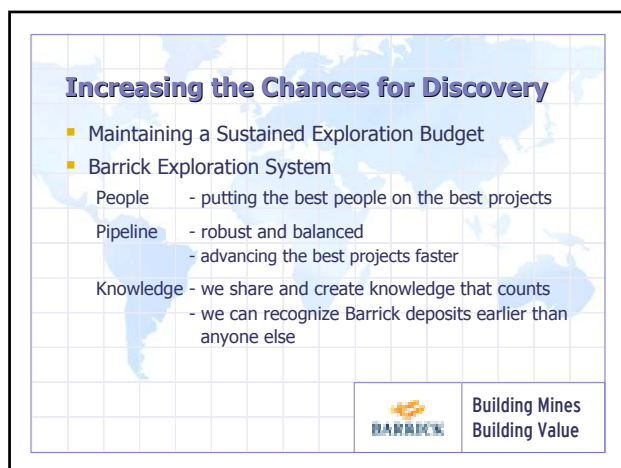 Increasing the Chances for Discovery
▪ Maintaining a Sustained Exploration Budget
▪ Barrick Exploration System
People - putting the best people on the best projects
Pipeline - robust and balanced
- advancing the best projects faster
Knowledge - we share and create knowledge that counts
- we can recognize Barrick deposits earlier than
anyone else
BARRICK
Building Mines
Building Value